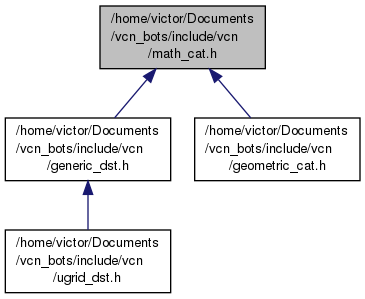 /home/victor/Documents
/vcn_bots/include/vcn
/math_cat.h
/home/victor/Documents
/vcn_bots/include/vcn
/generic_dst.h
/home/victor/Documents
/vcn_bots/include/vcn
/geometric_cat.h
/home/victor/Documents
/vcn_bots/include/vcn
/ugrid_dst.h